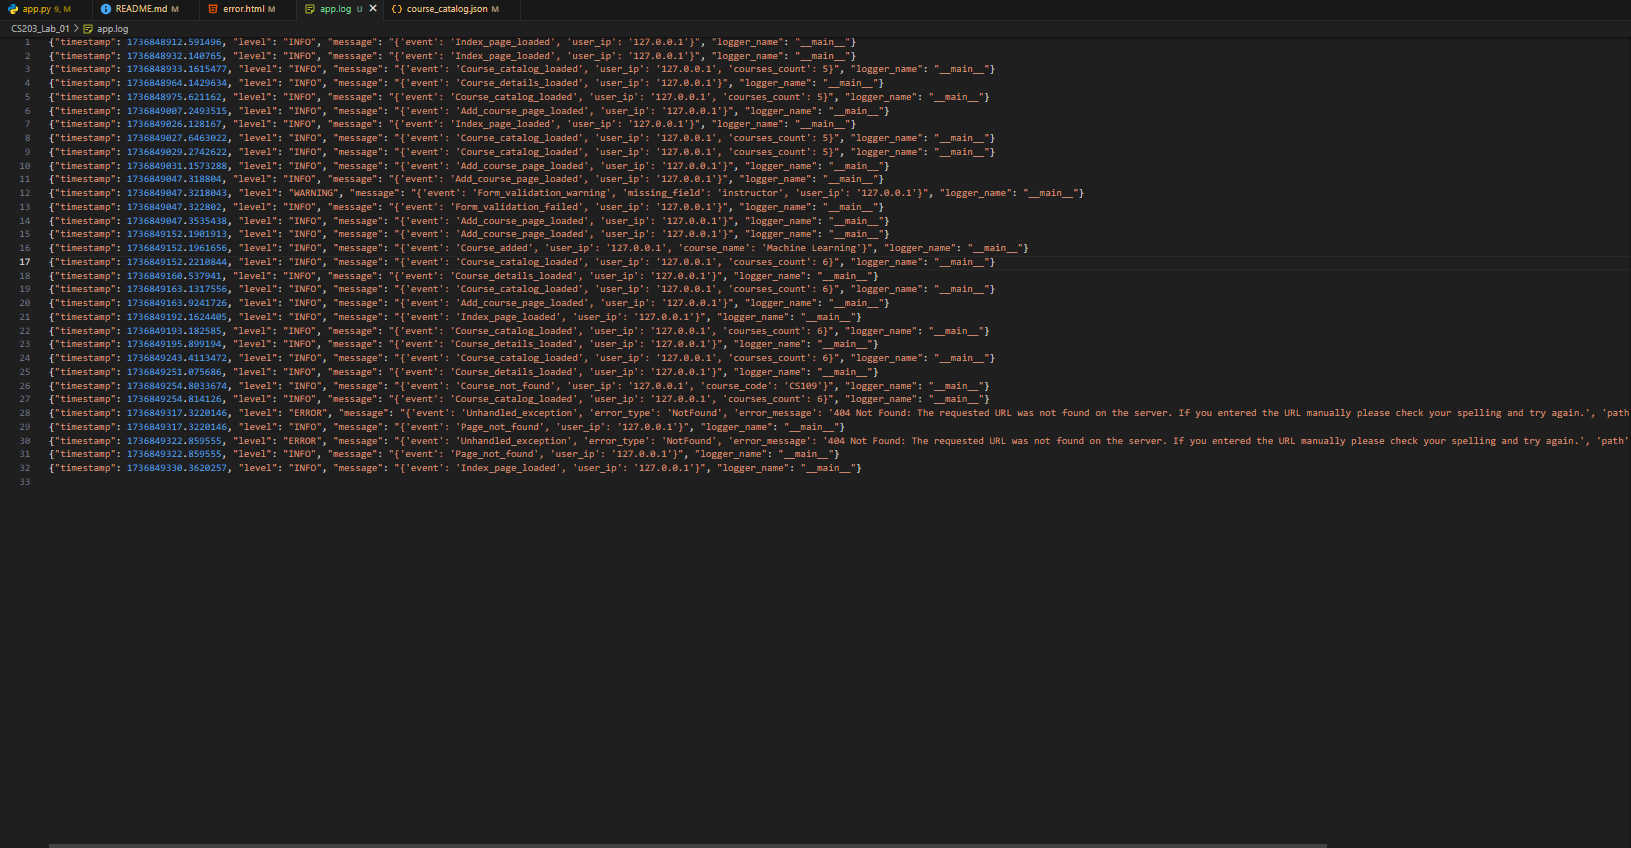 app.py 9, M README.md M error.html M app.log U course_catalog.json M
CS203_Lab_01 > app.log
1 {"timestamp": 1736848912.591496, "level": "INFO", "message": "{'event': 'Index_page_loaded', 'user_ip': '127.0.0.1'}", "logger_name": "__main__"}
2 {"timestamp": 1736848932.140765, "level": "INFO", "message": "{'event': 'Index_page_loaded', 'user_ip': '127.0.0.1'}", "logger_name": "__main__"}
3 {"timestamp": 1736848933.1615477, "level": "INFO", "message": "{'event': 'Course_catalog_loaded', 'user_ip': '127.0.0.1', 'courses_count': 5}", "logger_name": "__main__"}
4 {"timestamp": 1736848964.1429634, "level": "INFO", "message": "{'event': 'Course_details_loaded', 'user_ip': '127.0.0.1'}", "logger_name": "__main__"}
5 {"timestamp": 1736848975.621162, "level": "INFO", "message": "{'event': 'Course_catalog_loaded', 'user_ip': '127.0.0.1', 'courses_count': 5}", "logger_name": "__main__"}
6 {"timestamp": 1736849007.2493515, "level": "INFO", "message": "{'event': 'Add_course_page_loaded', 'user_ip': '127.0.0.1'}", "logger_name": "__main__"}
7 {"timestamp": 1736849026.128167, "level": "INFO", "message": "{'event': 'Index_page_loaded', 'user_ip': '127.0.0.1'}", "logger_name": "__main__"}
8 {"timestamp": 1736849027.6463022, "level": "INFO", "message": "{'event': 'Course_catalog_loaded', 'user_ip': '127.0.0.1', 'courses_count': 5}", "logger_name": "__main__"}
9 {"timestamp": 1736849029.2742622, "level": "INFO", "message": "{'event': 'Course_catalog_loaded', 'user_ip': '127.0.0.1', 'courses_count': 5}", "logger_name": "__main__"}
10 {"timestamp": 1736849031.1573288, "level": "INFO", "message": "{'event': 'Add_course_page_loaded', 'user_ip': '127.0.0.1'}", "logger_name": "__main__"}
11 {"timestamp": 1736849047.318804, "level": "INFO", "message": "{'event': 'Add_course_page_loaded', 'user_ip': '127.0.0.1'}", "logger_name": "__main__"}
12 {"timestamp": 1736849047.3218043, "level": "WARNING", "message": "{'event': 'Form_validation_warning', 'missing_field': 'instructor', 'user_ip': '127.0.0.1'}", "logger_name": "__main__"}
13 {"timestamp": 1736849047.322802, "level": "INFO", "message": "{'event': 'Form_validation_failed', 'user_ip': '127.0.0.1'}", "logger_name": "__main__"}
14 {"timestamp": 1736849047.3535438, "level": "INFO", "message": "{'event': 'Add_course_page_loaded', 'user_ip': '127.0.0.1'}", "logger_name": "__main__"}
15 {"timestamp": 1736849152.1901913, "level": "INFO", "message": "{'event': 'Add_course_page_loaded', 'user_ip': '127.0.0.1'}", "logger_name": "__main__"}
16 {"timestamp": 1736849152.1961656, "level": "INFO", "message": "{'event': 'Course_added', 'user_ip': '127.0.0.1', 'course_name': 'Machine Learning'}", "logger_name": "__main__"}
17 {"timestamp": 1736849152.2210844, "level": "INFO", "message": "{'event': 'Course_catalog_loaded', 'user_ip': '127.0.0.1', 'courses_count': 6}", "logger_name": "__main__"}
18 {"timestamp": 1736849160.537941, "level": "INFO", "message": "{'event': 'Course_details_loaded', 'user_ip': '127.0.0.1'}", "logger_name": "__main__"}
19 {"timestamp": 1736849163.1317556, "level": "INFO", "message": "{'event': 'Course_catalog_loaded', 'user_ip': '127.0.0.1', 'courses_count': 6}", "logger_name": "__main__"}
20 {"timestamp": 1736849163.9241726, "level": "INFO", "message": "{'event': 'Add_course_page_loaded', 'user_ip': '127.0.0.1'}", "logger_name": "__main__"}
21 {"timestamp": 1736849192.1624405, "level": "INFO", "message": "{'event': 'Index_page_loaded', 'user_ip': '127.0.0.1'}", "logger_name": "__main__"}
22 {"timestamp": 1736849193.182585, "level": "INFO", "message": "{'event': 'Course_catalog_loaded', 'user_ip': '127.0.0.1', 'courses_count': 6}", "logger_name": "__main__"}
23 {"timestamp": 1736849195.899194, "level": "INFO", "message": "{'event': 'Course_details_loaded', 'user_ip': '127.0.0.1'}", "logger_name": "__main__"}
24 {"timestamp": 1736849243.4113472, "level": "INFO", "message": "{'event': 'Course_catalog_loaded', 'user_ip': '127.0.0.1', 'courses_count': 6}", "logger_name": "__main__"}
25 {"timestamp": 1736849251.075686, "level": "INFO", "message": "{'event': 'Course_details_loaded', 'user_ip': '127.0.0.1'}", "logger_name": "__main__"}
26 {"timestamp": 1736849254.8033674, "level": "INFO", "message": "{'event': 'Course_not_found', 'user_ip': '127.0.0.1', 'course_code': 'CS109'}", "logger_name": "__main__"}
27 {"timestamp": 1736849254.814126, "level": "INFO", "message": "{'event': 'Course_catalog_loaded', 'user_ip': '127.0.0.1', 'courses_count': 6}", "logger_name": "__main__"}
28 {"timestamp": 1736849317.3220146, "level": "ERROR", "message": "{'event': 'Unhandled_exception', 'error_type': 'NotFound', 'error_message': '404 Not Found: The requested URL was not found on the server. If you entered the URL manually please check your spelling and try again.', 'path
29 {"timestamp": 1736849317.3220146, "level": "INFO", "message": "{'event': 'Page_not_found', 'user_ip': '127.0.0.1'}", "logger_name": "__main__"}
30 {"timestamp": 1736849322.859555, "level": "ERROR", "message": "{'event': 'Unhandled_exception', 'error_type': 'NotFound', 'error_message': '404 Not Found: The requested URL was not found on the server. If you entered the URL manually please check your spelling and try again.', 'path'
31 {"timestamp": 1736849322.859555, "level": "INFO", "message": "{'event': 'Page_not_found', 'user_ip': '127.0.0.1'}", "logger_name": "__main__"}
32 {"timestamp": 1736849330.3620257, "level": "INFO", "message": "{'event': 'Index_page_loaded', 'user_ip': '127.0.0.1'}", "logger_name": "__main__"}
33